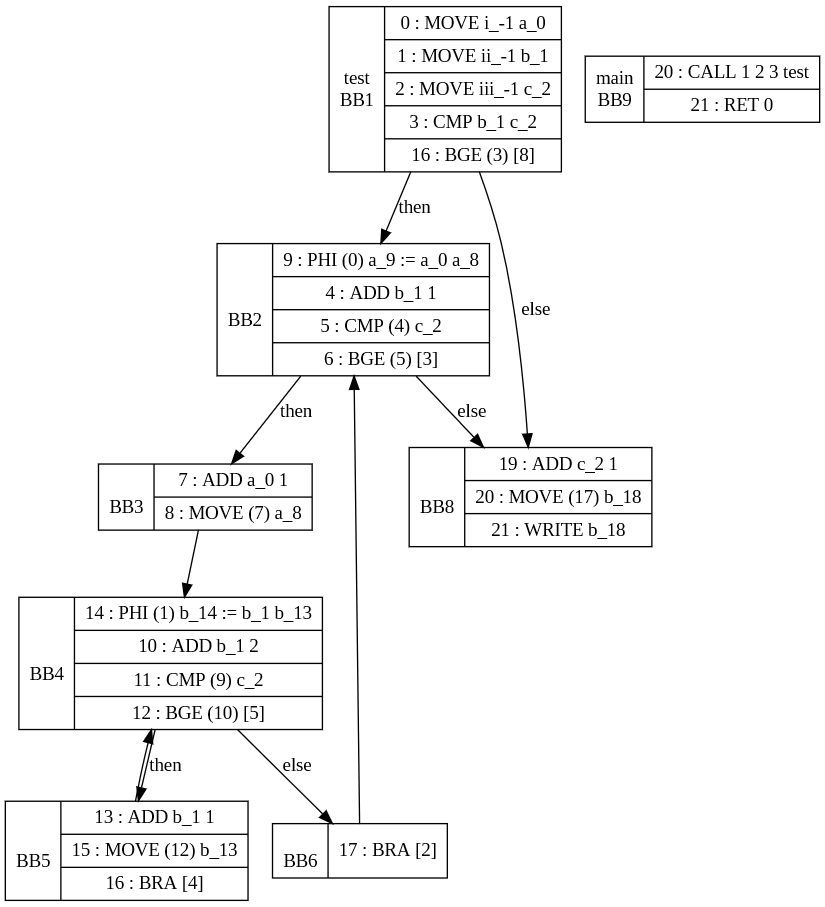 test
BB1
0 : MOVE i_-1 a_0
1 : MOVE ii_-1 b_1
2 : MOVE iii_-1 c_2
3 : CMP b_1 c_2
16 : BGE (3) [8]
main
BB9
20 : CALL 1 2 3 test
21 : RET 0
then
else
BB2
9 : PHI (0) a_9 := a_0 a_8
4 : ADD b_1 1
5 : CMP (4) c_2
6 : BGE (5) [3]
then
else
BB3
7 : ADD a_0 1
8 : MOVE (7) a_8
BB8
19 : ADD c_2 1
20 : MOVE (17) b_18
21 : WRITE b_18
BB4
14 : PHI (1) b_14 := b_1 b_13
10 : ADD b_1 2
11 : CMP (9) c_2
12 : BGE (10) [5]
then
else
BB5
13 : ADD b_1 1
15 : MOVE (12) b_13
16 : BRA [4]
BB6
17 : BRA [2]